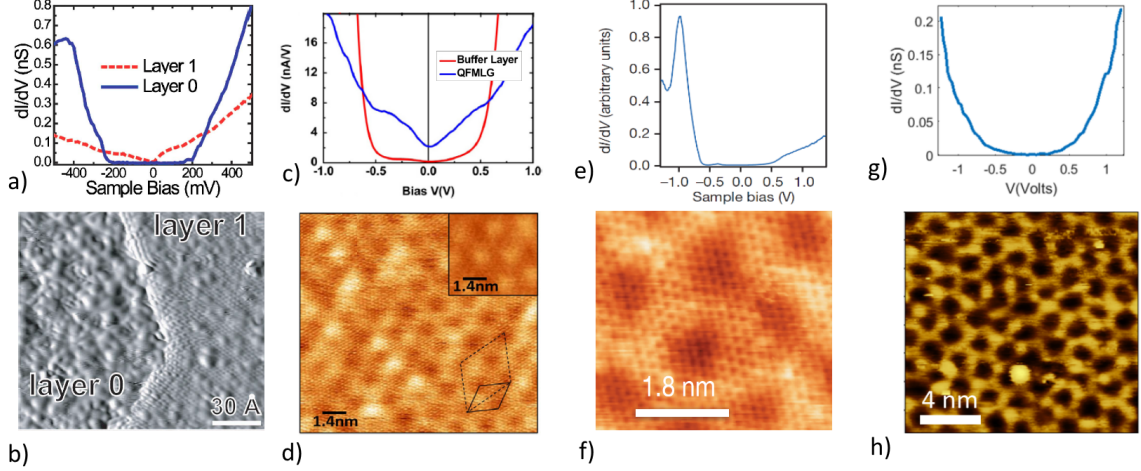 a)
dI/dV (nS)
0.8
0.7
0.6
0.5
0.4
0.3
0.2
0.1
0.0
Layer 1
Layer 0
-400 -200 0 200 400
Sample Bias (mV)
c)
dI/dV (nA/V)
16
12
8
4
0
Buffer Layer
QFMLG
-1.0 -0.5 0.0 0.5 1.0
Bias V(V)
e)
dI/dV (arbitrary units)
1.0
0.8
0.6
0.4
0.2
0.0
−1.0 −0.5 0.0 0.5 1.0
Sample bias (V)
g)
dI/dV (nS)
0.2
0.15
0.1
0.05
0
-1 -0.5 0 0.5 1
V(Volts)
layer 1
layer 0
30 A
b)
1.4nm
1.4nm
d)
1.8 nm
f)
4 nm
h)